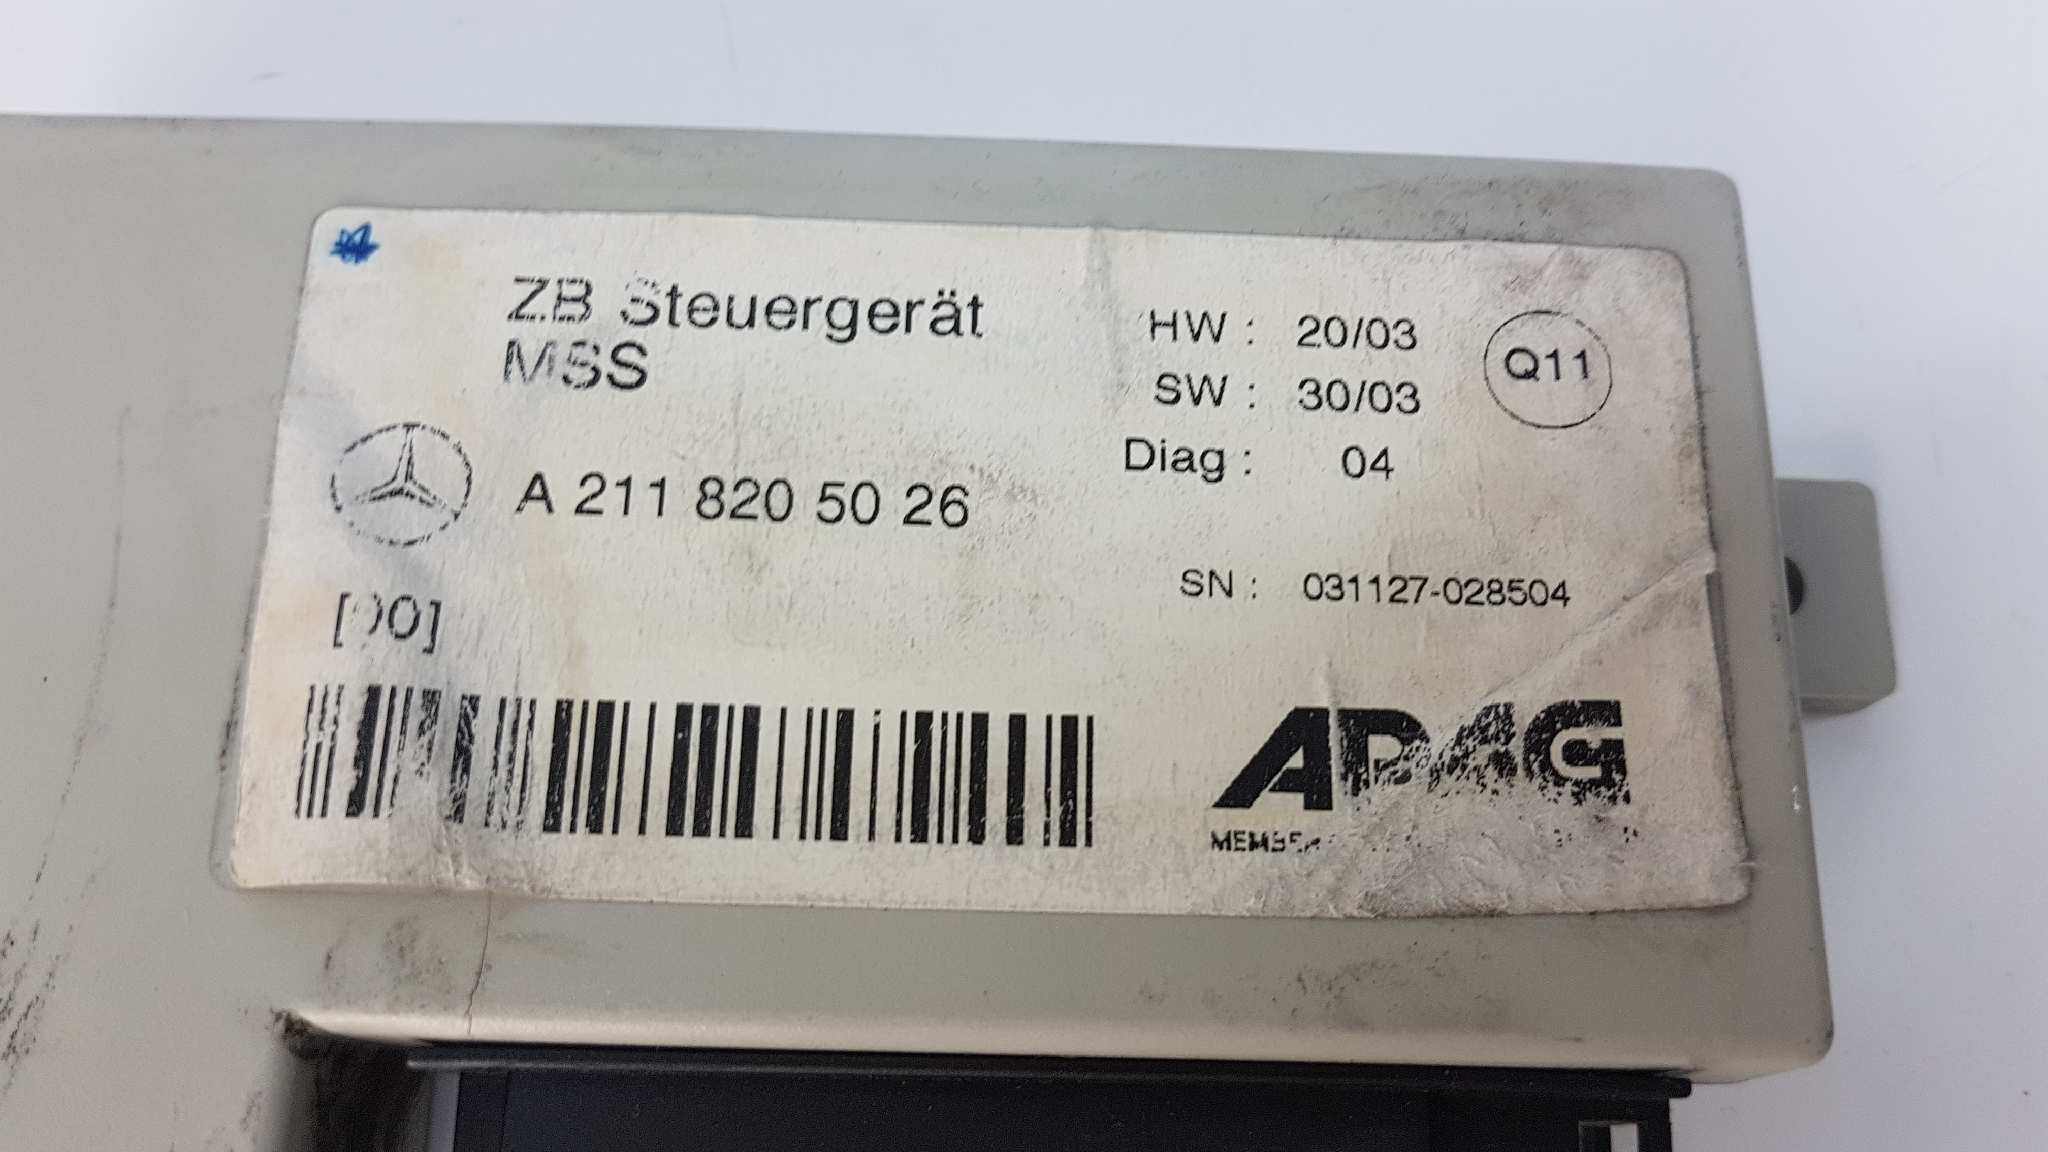 ZB Steuergerät
MSS
A 211 820 50 26
HW : 20/03
SW : 30/03
Diag : 04
Q11
SN : 031127-028504
APAG